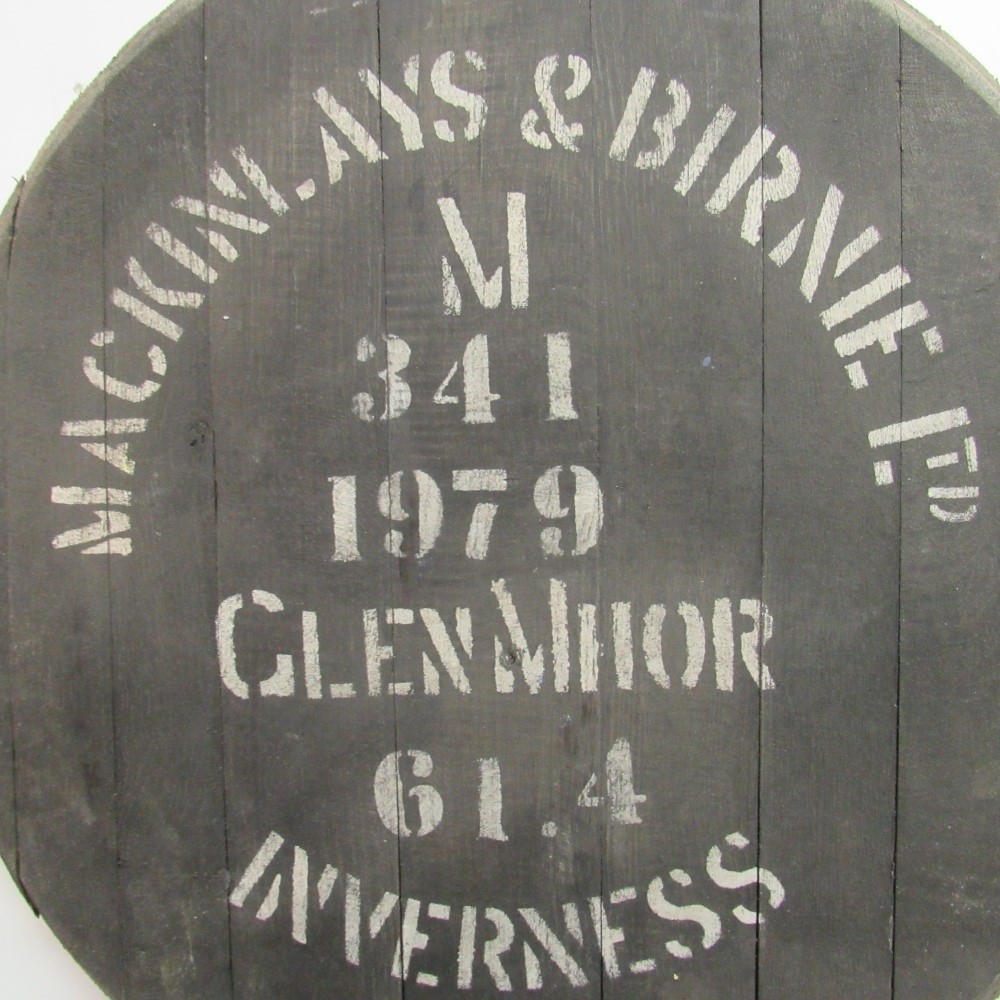 MACKINLAYS & BIRNIE LTD
M
341
1979
GLEN MHOR
61.4
INVERNESS